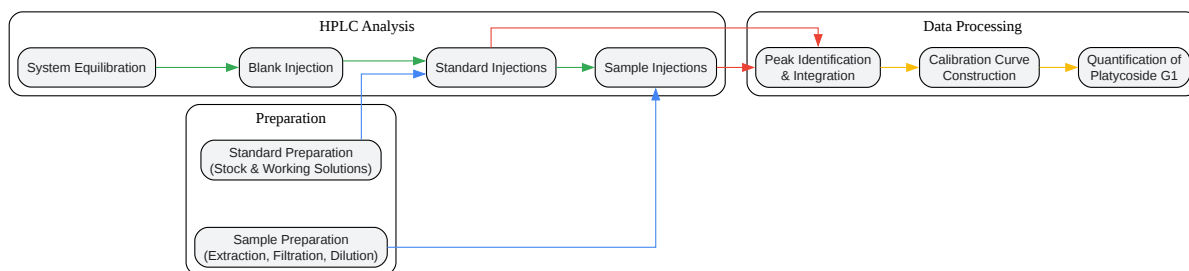 HPLC Analysis
Data Processing
System Equilibration
Blank Injection
Standard Injections
Sample Injections
Peak Identification
& Integration
Calibration Curve
Construction
Quantification of
Platycoside G1
Preparation
Standard Preparation
(Stock & Working Solutions)
Sample Preparation
(Extraction, Filtration, Dilution)